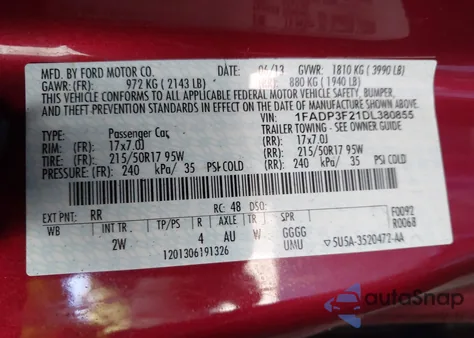 MFD. BY FORD MOTOR CO. DATE: 06/13 GVWR: 1810 KG (3990 LB)
GAWR: (FR): 972 KG (2143 LB) (RR): 880 KG (1940 LB)
THIS VEHICLE CONFORMS TO ALL APPLICABLE FEDERAL MOTOR VEHICLE SAFETY, BUMPER,
AND THEFT PREVENTION STANDARDS IN EFFECT ON THE DATE OF MANUFACTURE SHOWN ABOVE.
VIN: 1FADP3F21DL380855
Type: Passenger Car TRAILER TOWING - SEE OWNER GUIDE
RIM: (FR): 17x7.0J (RR): 17x7.0J
TIRE: (FR): 215/50R17 95W (RR): 215/50R17 95W
PRESSURE: (FR): 240 kPa/ 35 PSI COLD (RR): 240 kPa/ 35 PSI COLD
EXT PNT: RR RC: 48 DSO: F0092
WB INT TR TP/PS R AXLE TR SPR R0068
2W 4 AU W GGGG
1201306191326 UMU 5U5A-3520472-AA
autoSnap